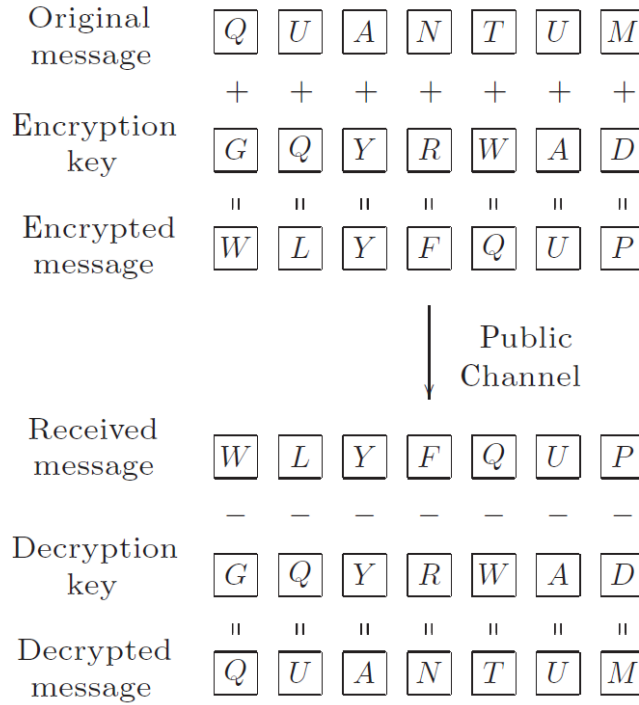 Original message Q U A N T U M
+ + + + + + +
Encryption key G Q Y R W A D
= = = = = = =
Encrypted message W L Y F Q U P
Public
Channel
Received message W L Y F Q U P
− − − − − − −
Decryption key G Q Y R W A D
= = = = = = =
Decrypted message Q U A N T U M